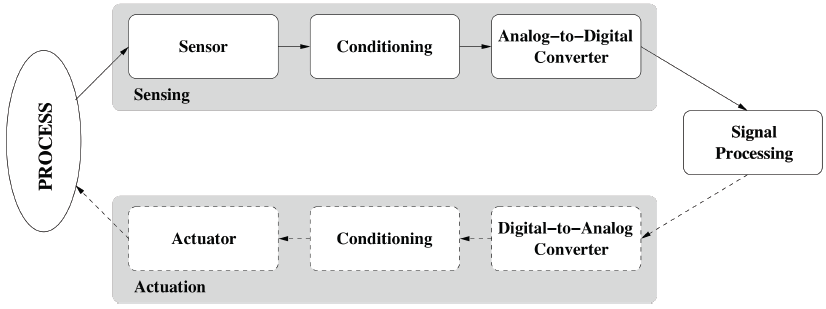 Sensor
Conditioning
Analog-to-Digital
Converter
Sensing
PROCESS
Signal
Processing
Actuator
Conditioning
Digital-to-Analog
Converter
Actuation